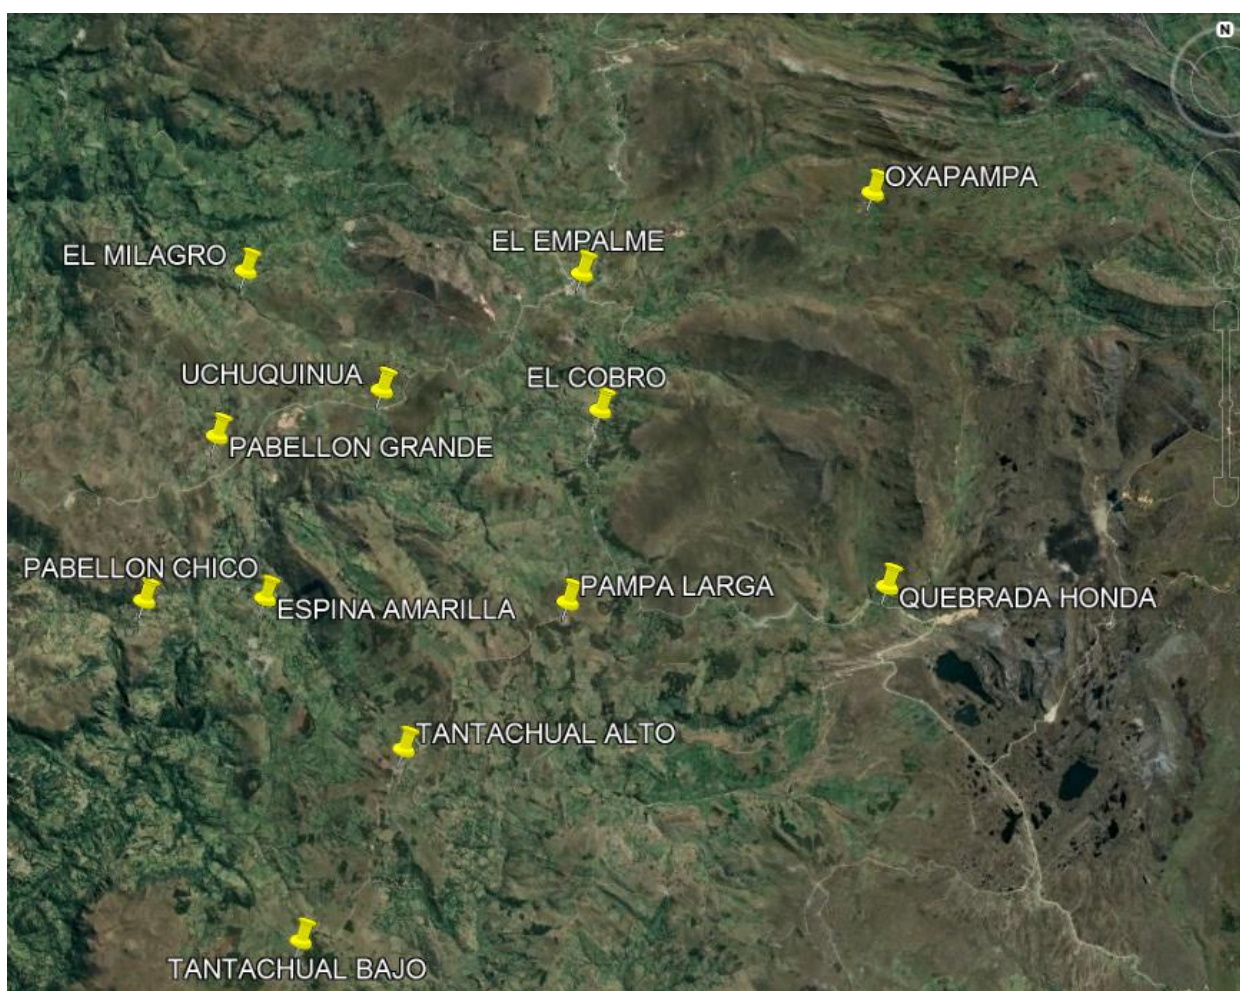 N
OXAPAMPA
EL EMPALME
EL MILAGRO
UCHUQUINUA
EL COBRO
PABELLON GRANDE
PABELLON CHICO
ESPINA AMARILLA
PAMPA LARGA
QUEBRADA HONDA
TANTACHUAL ALTO
TANTACHUAL BAJO